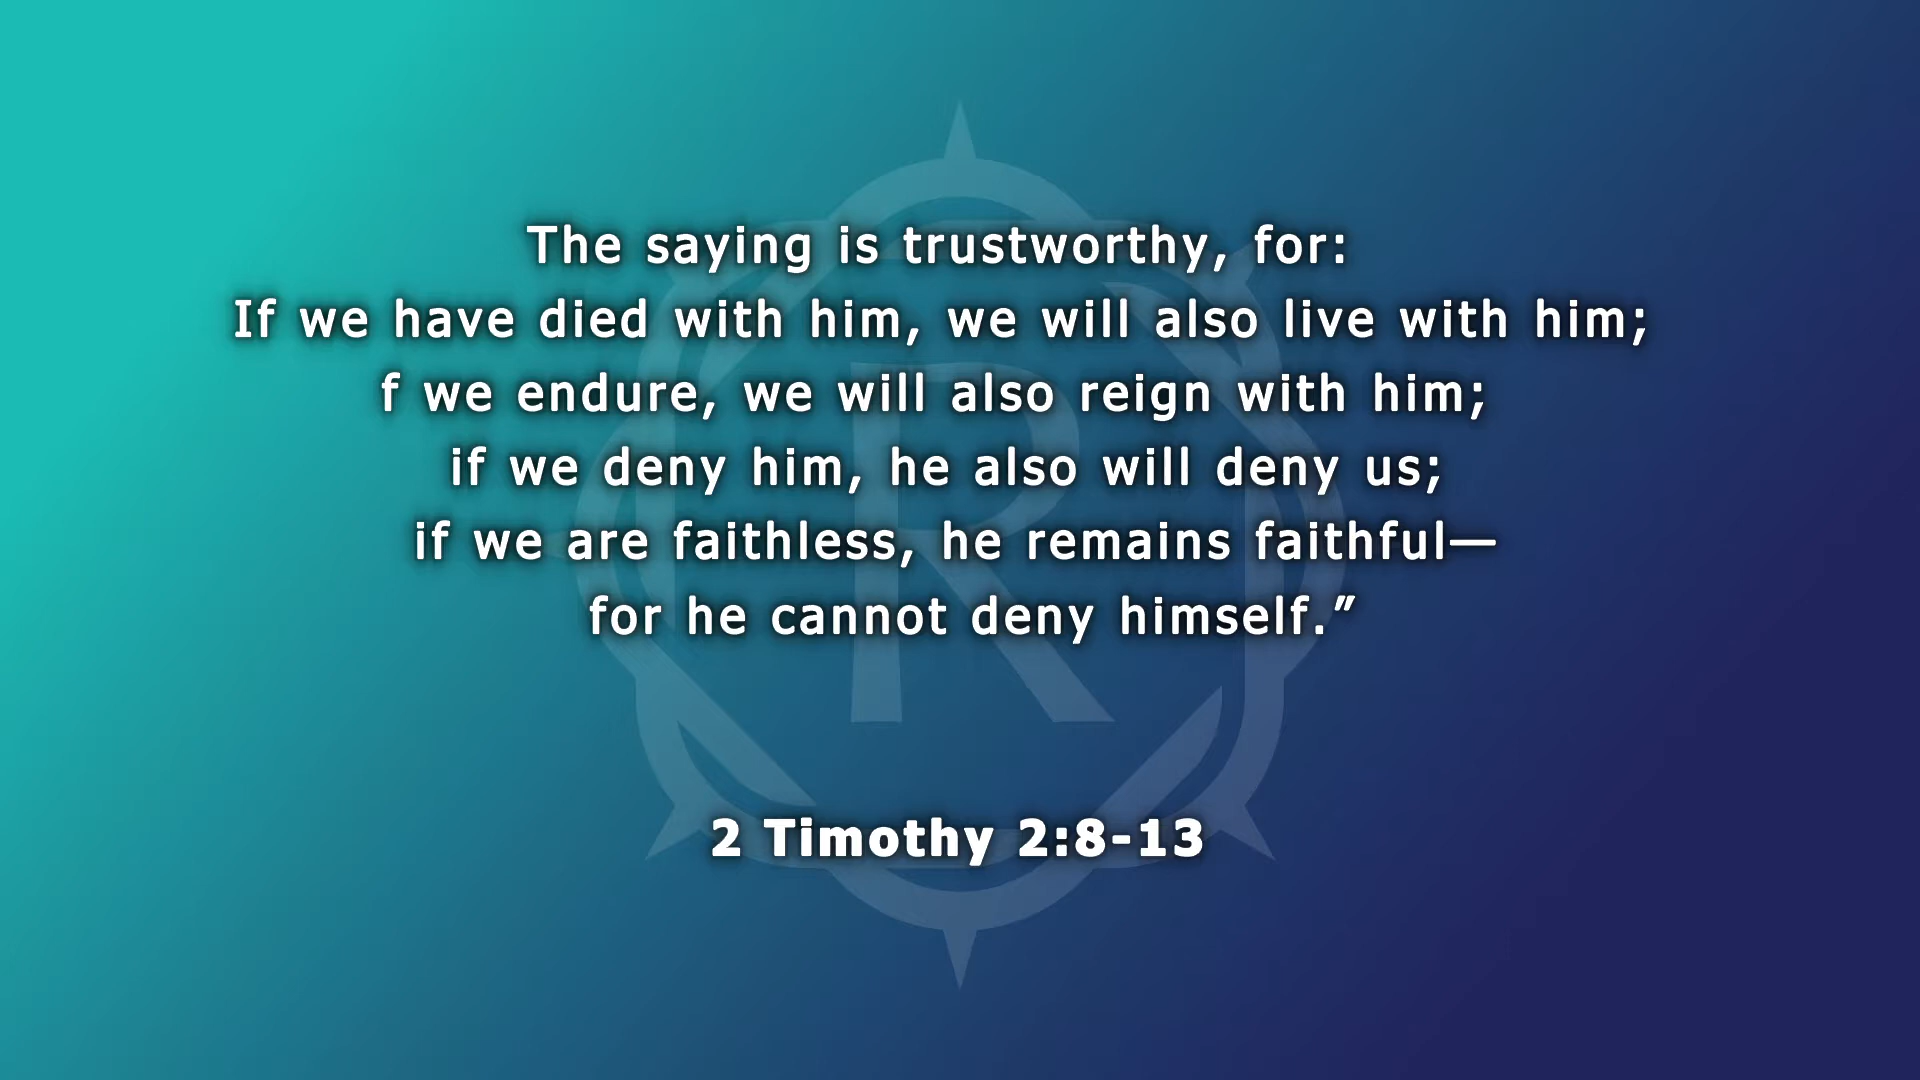 The saying is trustworthy, for:
If we have died with him, we will also live with him;
f we endure, we will also reign with him;
if we deny him, he also will deny us;
if we are faithless, he remains faithful—
for he cannot deny himself.”
2 Timothy 2:8-13
R